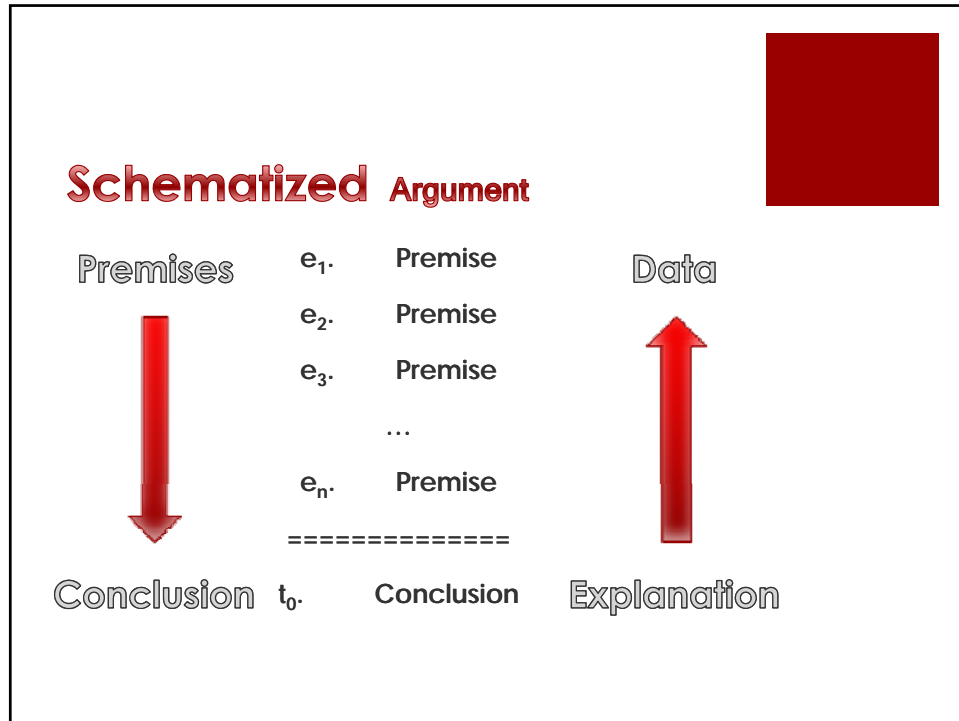 Schematized Argument
Premises
e₁. Premise
Data
e₂. Premise
e₃. Premise
...
eₙ. Premise
==============
Conclusion t₀. Conclusion Explanation